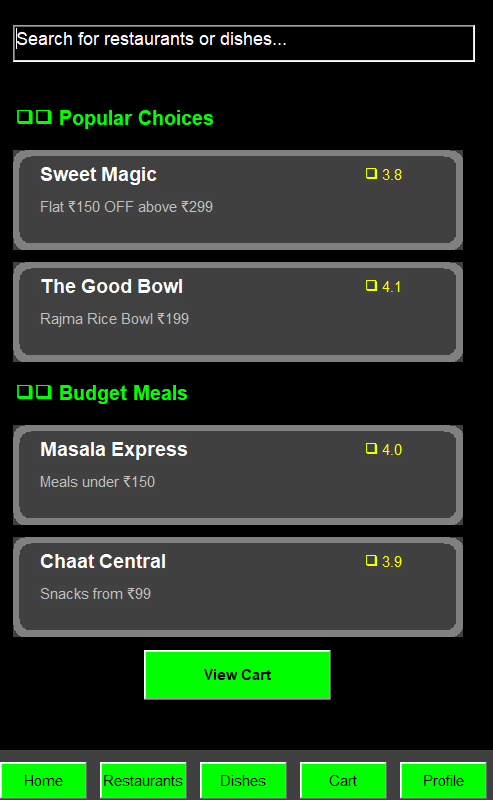 Search for restaurants or dishes...
❏❏ Popular Choices
Sweet Magic ❏ 3.8
Flat ₹150 OFF above ₹299
The Good Bowl ❏ 4.1
Rajma Rice Bowl ₹199
❏❏ Budget Meals
Masala Express ❏ 4.0
Meals under ₹150
Chaat Central ❏ 3.9
Snacks from ₹99
View Cart
Home Restaurants Dishes Cart Profile